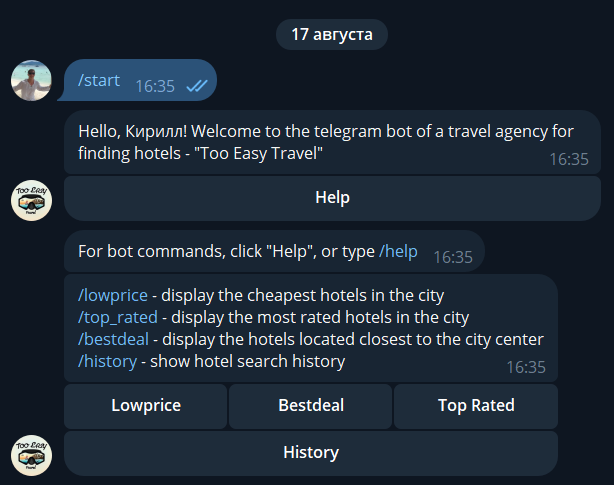 17 августа
/start 16:35
Hello, Кирилл! Welcome to the telegram bot of a travel agency for
finding hotels - "Too Easy Travel"
16:35
Help
Too Easy
Travel
For bot commands, click "Help", or type /help 16:35
/lowprice - display the cheapest hotels in the city
/top_rated - display the most rated hotels in the city
/bestdeal - display the hotels located closest to the city center
/history - show hotel search history
16:35
Lowprice Bestdeal Top Rated
History
Too Easy
Travel